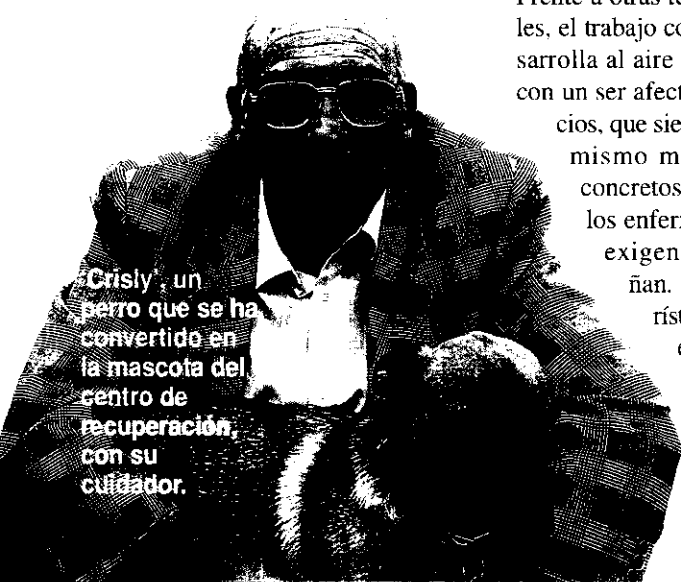 les, el trabajo co
sarrolla al aire
con un ser afect
cios, que sie
mismo m
concretos
los enfer
exigen
ñan.
ríst
e
'Crisly', un
perro que se ha
convertido en
la mascota del
centro de
recuperación,
con su
cuidador.